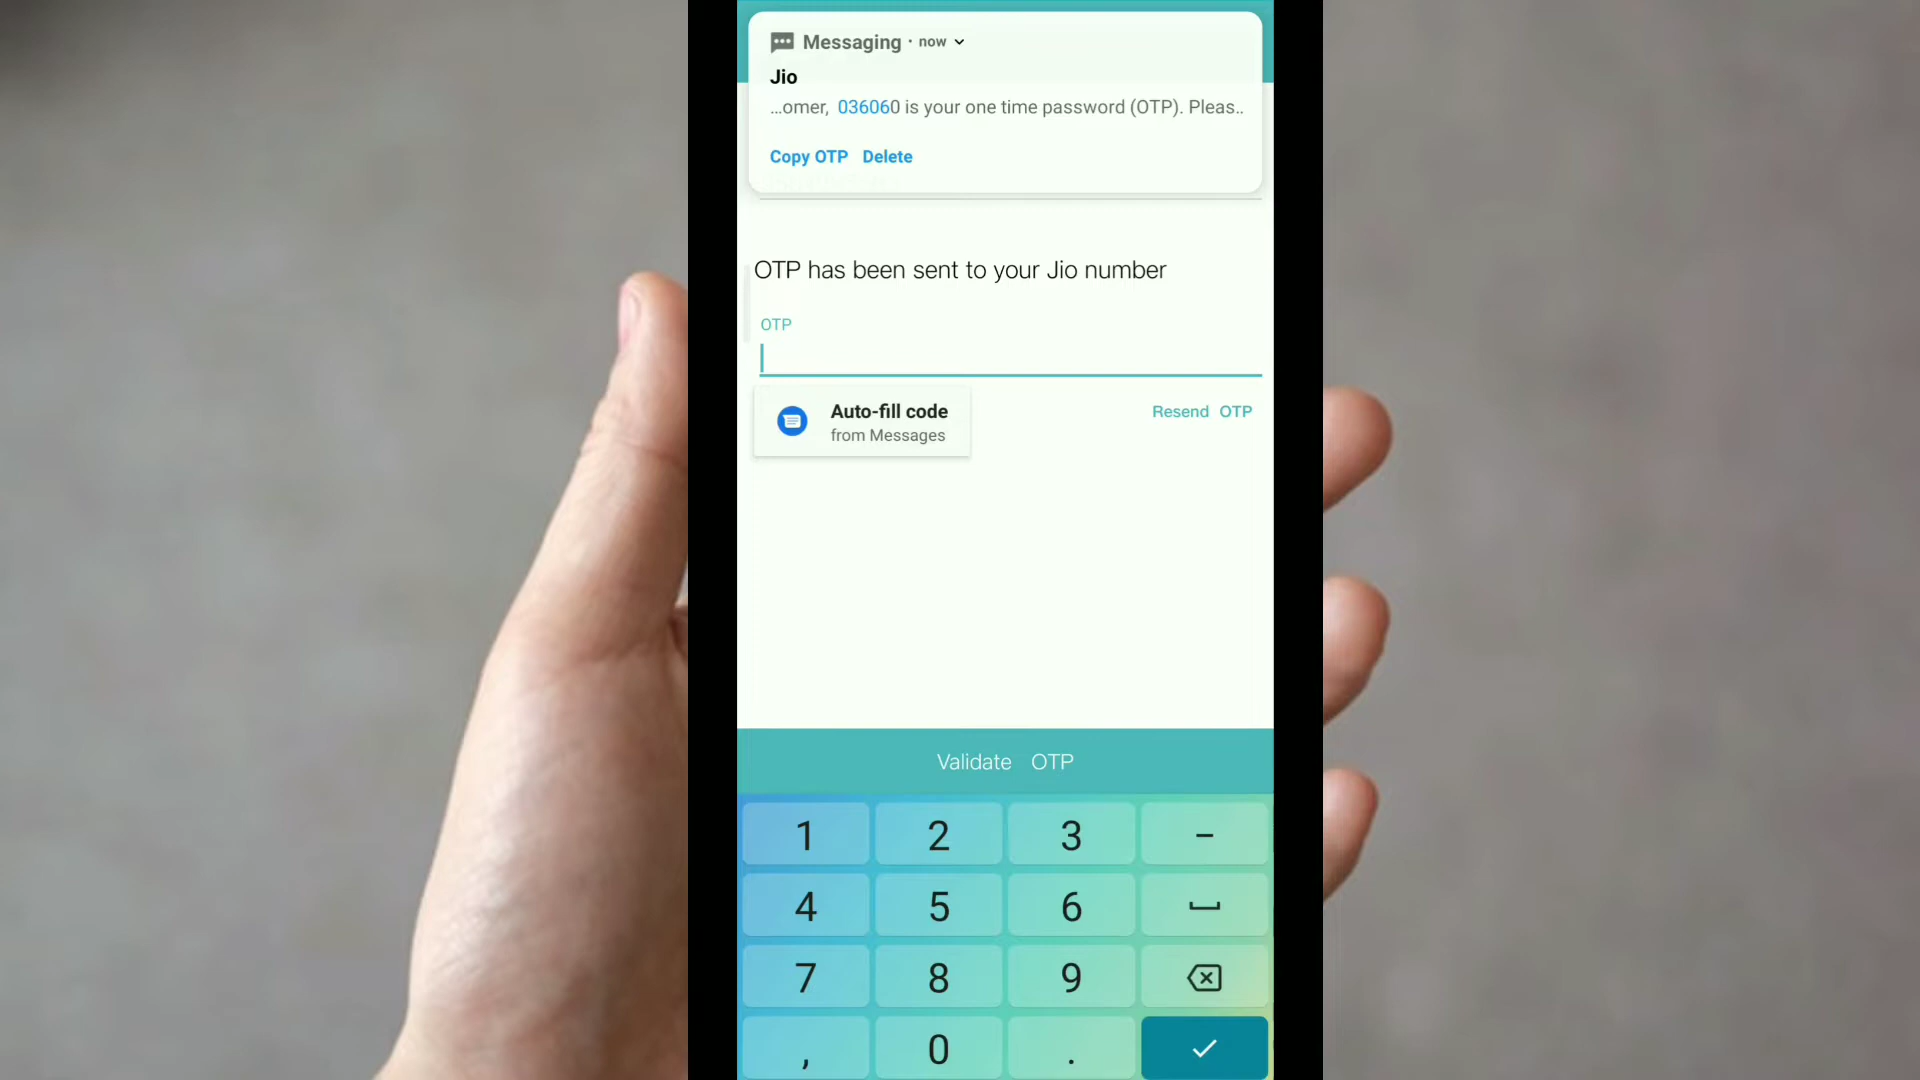 Messaging · now
Jio
...omer, 036060 is your one time password (OTP). Pleas..
Copy OTP Delete
OTP has been sent to your Jio number
OTP
Auto-fill code
from Messages
Resend OTP
Validate OTP
1 2 3 -
4 5 6
7 8 9
, 0 .